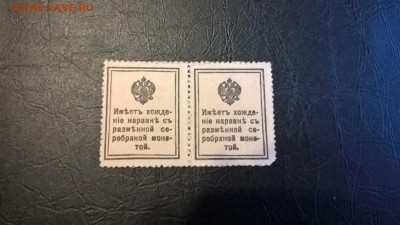 Имѣетъ хожде-
ніе наравнѣ съ
размѣнной се-
ребряной моне-
той.
Имѣетъ хожде-
ніе наравнѣ съ
размѣнной се-
ребряной моне-
той.